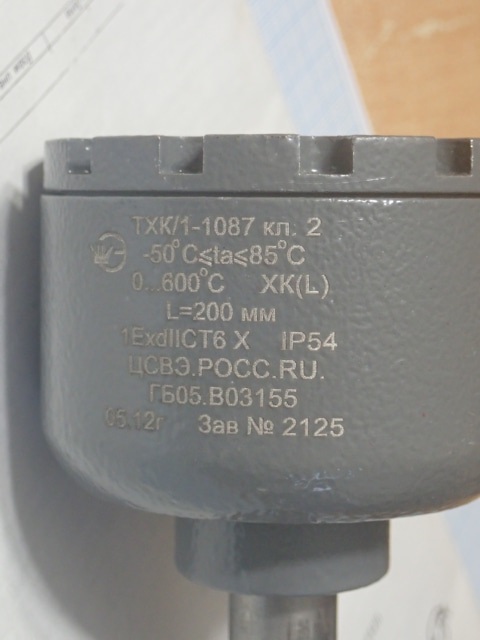 ТХК/1-1087 кл. 2
-50°С⩽ta⩽85°С
0...600°С ХК(L)
L=200 мм
1ExdIICT6 X IP54
ЦСВЭ.РОСС.RU.
ГБ05.В03155
05.12г Зав № 2125